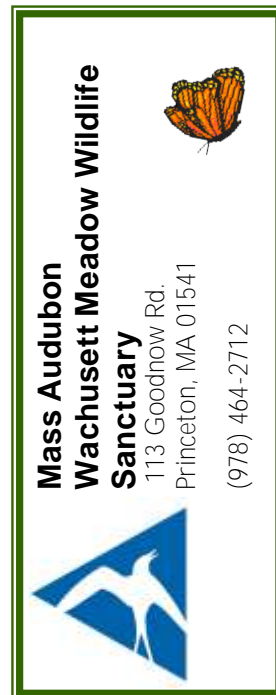 Mass Audubon
Wachusett Meadow Wildlife
Sanctuary
113 Goodnow Rd.
Princeton, MA 01541
(978) 464-2712